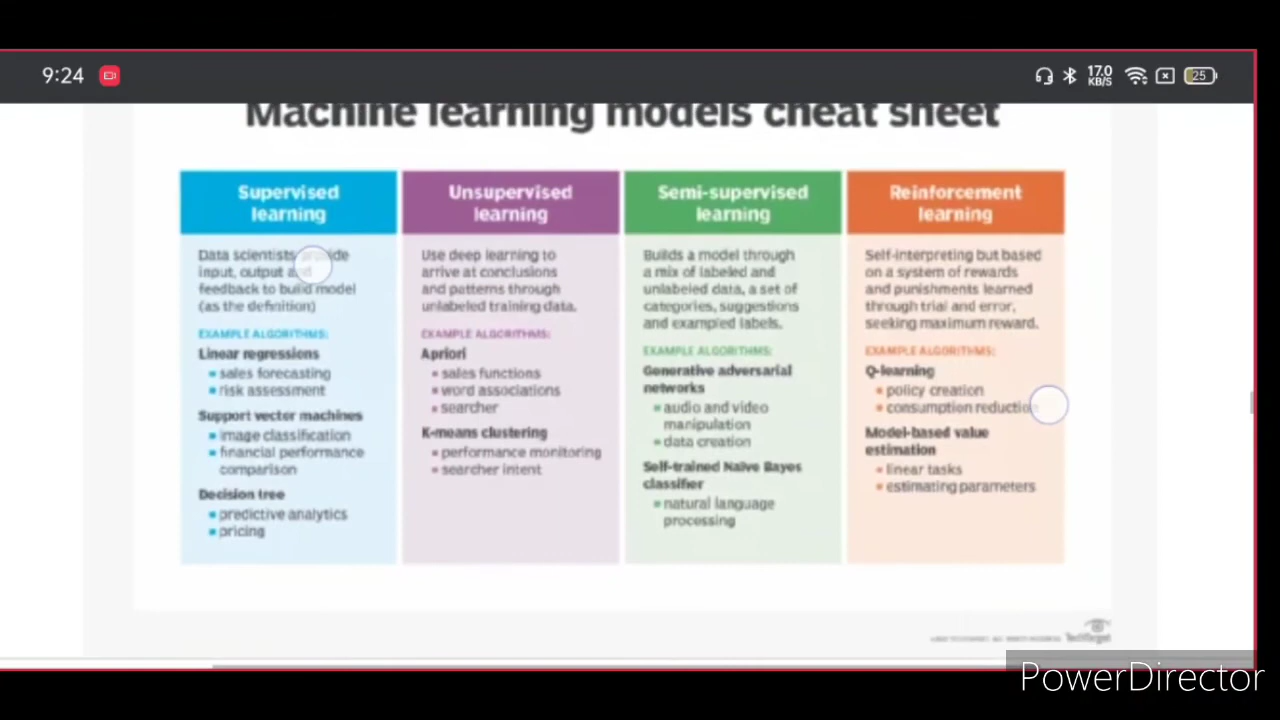 9:24
17.0
KB/S
25
Machine learning models cheat sheet
Supervised
learning
Data scientists provide
input, output and
feedback to build model
(as the definition)
EXAMPLE ALGORITHMS:
Linear regressions
sales forecasting
risk assessment
Support vector machines
image classification
financial performance
comparison
Decision tree
predictive analytics
pricing
Unsupervised
learning
Use deep learning to
arrive at conclusions
and patterns through
unlabeled training data.
EXAMPLE ALGORITHMS:
Apriori
sales functions
word associations
searcher
K-means clustering
performance monitoring
searcher intent
Semi-supervised
learning
Builds a model through
a mix of labeled and
unlabeled data, a set of
categories, suggestions
and exampled labels.
EXAMPLE ALGORITHMS:
Generative adversarial
networks
audio and video
manipulation
data creation
Self-trained Naïve Bayes
classifier
natural language
processing
Reinforcement
learning
Self-interpreting but based
on a system of rewards
and punishments learned
through trial and error,
seeking maximum reward.
EXAMPLE ALGORITHMS:
Q-learning
policy creation
consumption reduction
Model-based value
estimation
linear tasks
estimating parameters
TechTarget
PowerDirector